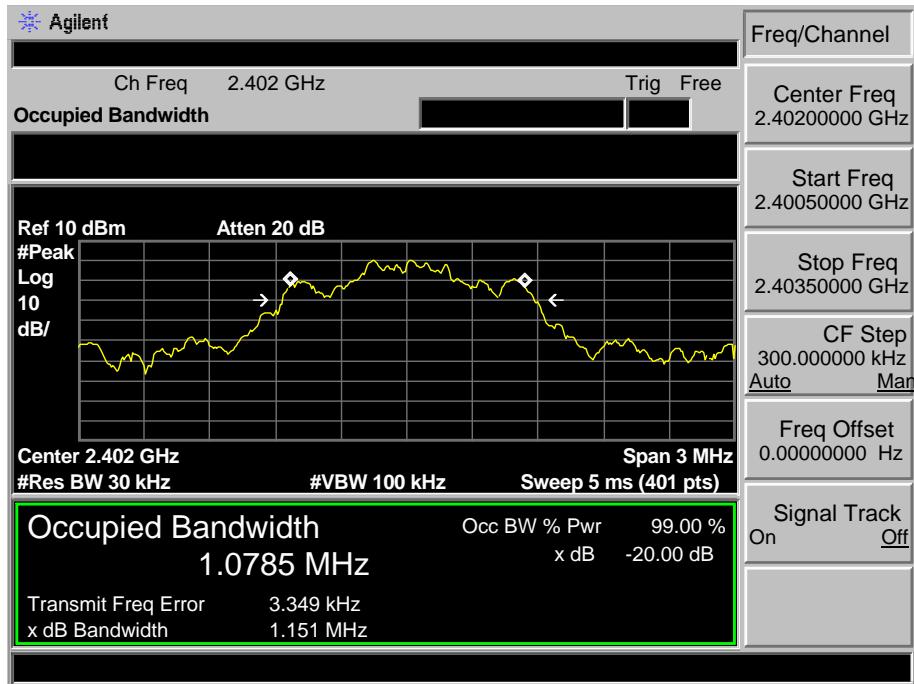 Agilent
Ch Freq 2.402 GHz Trig Free
Occupied Bandwidth
Ref 10 dBm Atten 20 dB
#Peak
Log
10
dB/
Center 2.402 GHz Span 3 MHz
#Res BW 30 kHz #VBW 100 kHz Sweep 5 ms (401 pts)
Occupied Bandwidth
1.0785 MHz
Occ BW % Pwr 99.00 %
x dB -20.00 dB
Transmit Freq Error 3.349 kHz
x dB Bandwidth 1.151 MHz
Freq/Channel
Center Freq
2.40200000 GHz
Start Freq
2.40050000 GHz
Stop Freq
2.40350000 GHz
CF Step
300.000000 kHz
Auto Man
Freq Offset
0.00000000 Hz
Signal Track
On Off